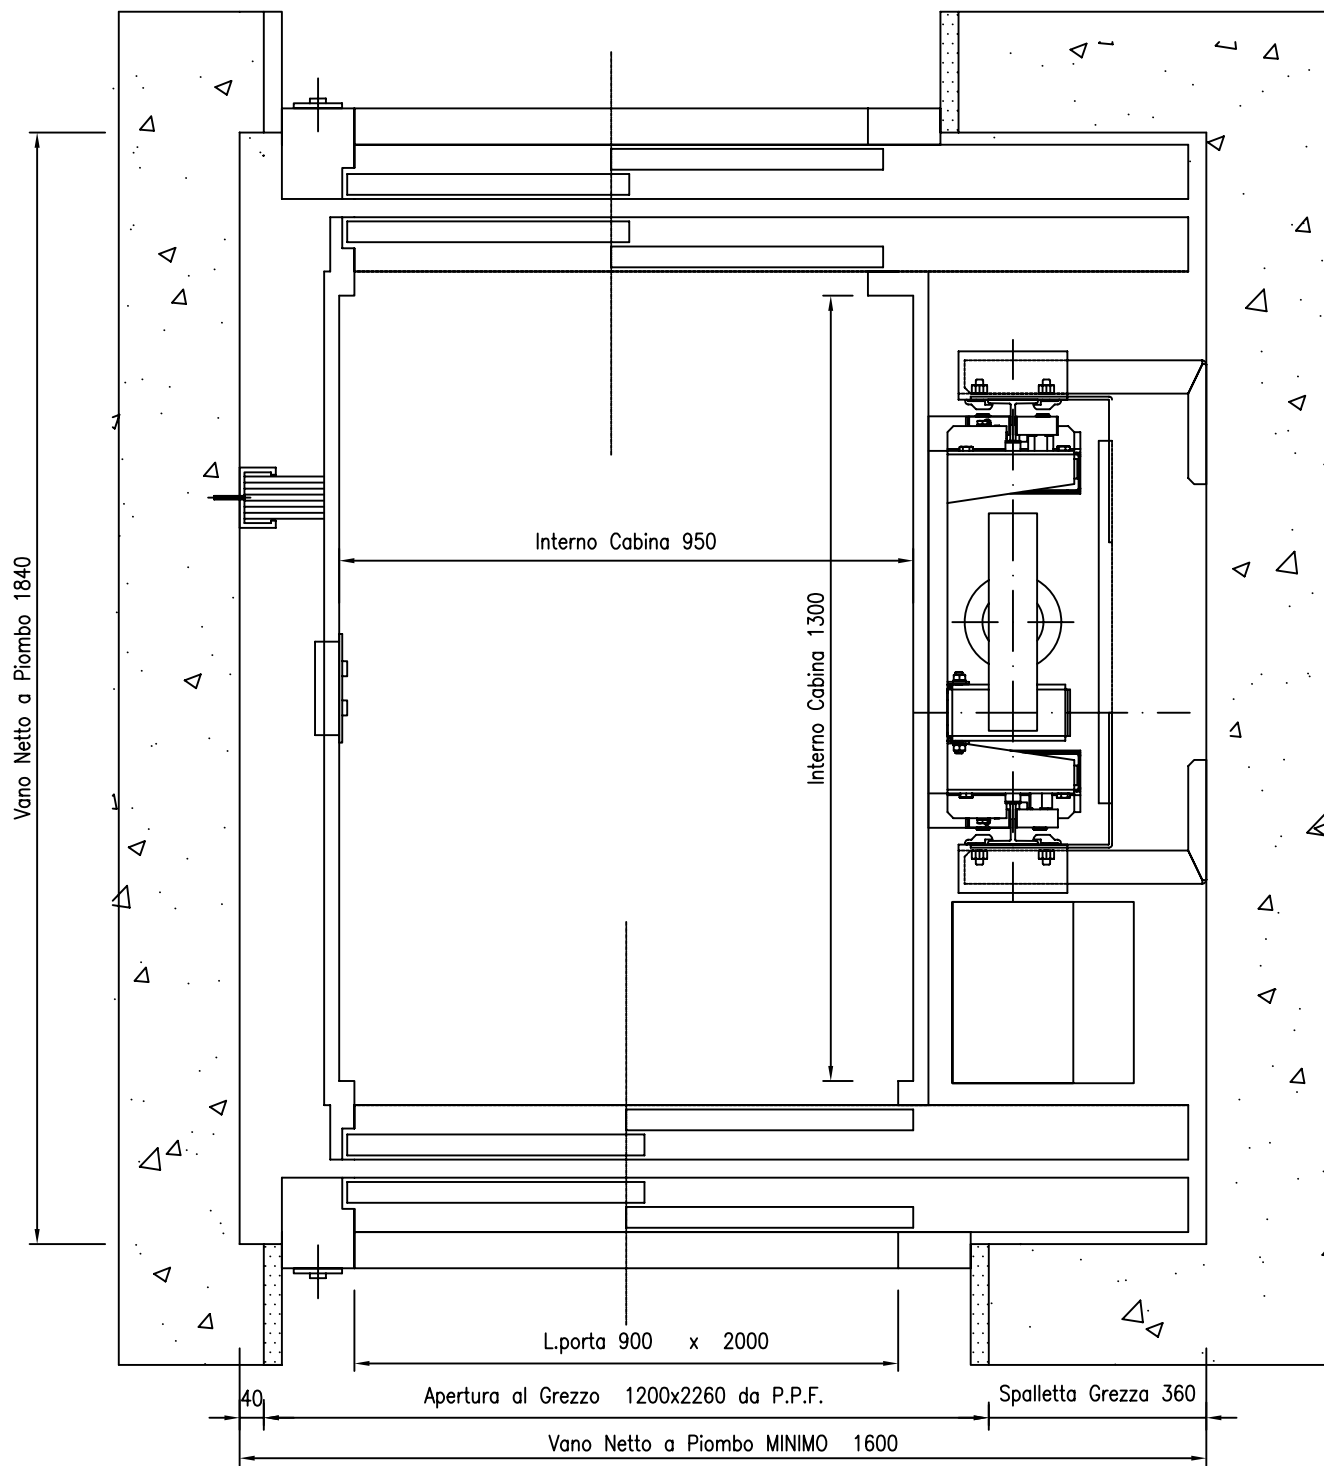 Interno Cabina 950
Interno Cabina 1300
Vano Netto a Piombo 1840
L.porta 900 x 2000
40
Apertura al Grezzo 1200x2260 da P.P.F.
Spalletta Grezza 360
Vano Netto a Piombo MINIMO 1600